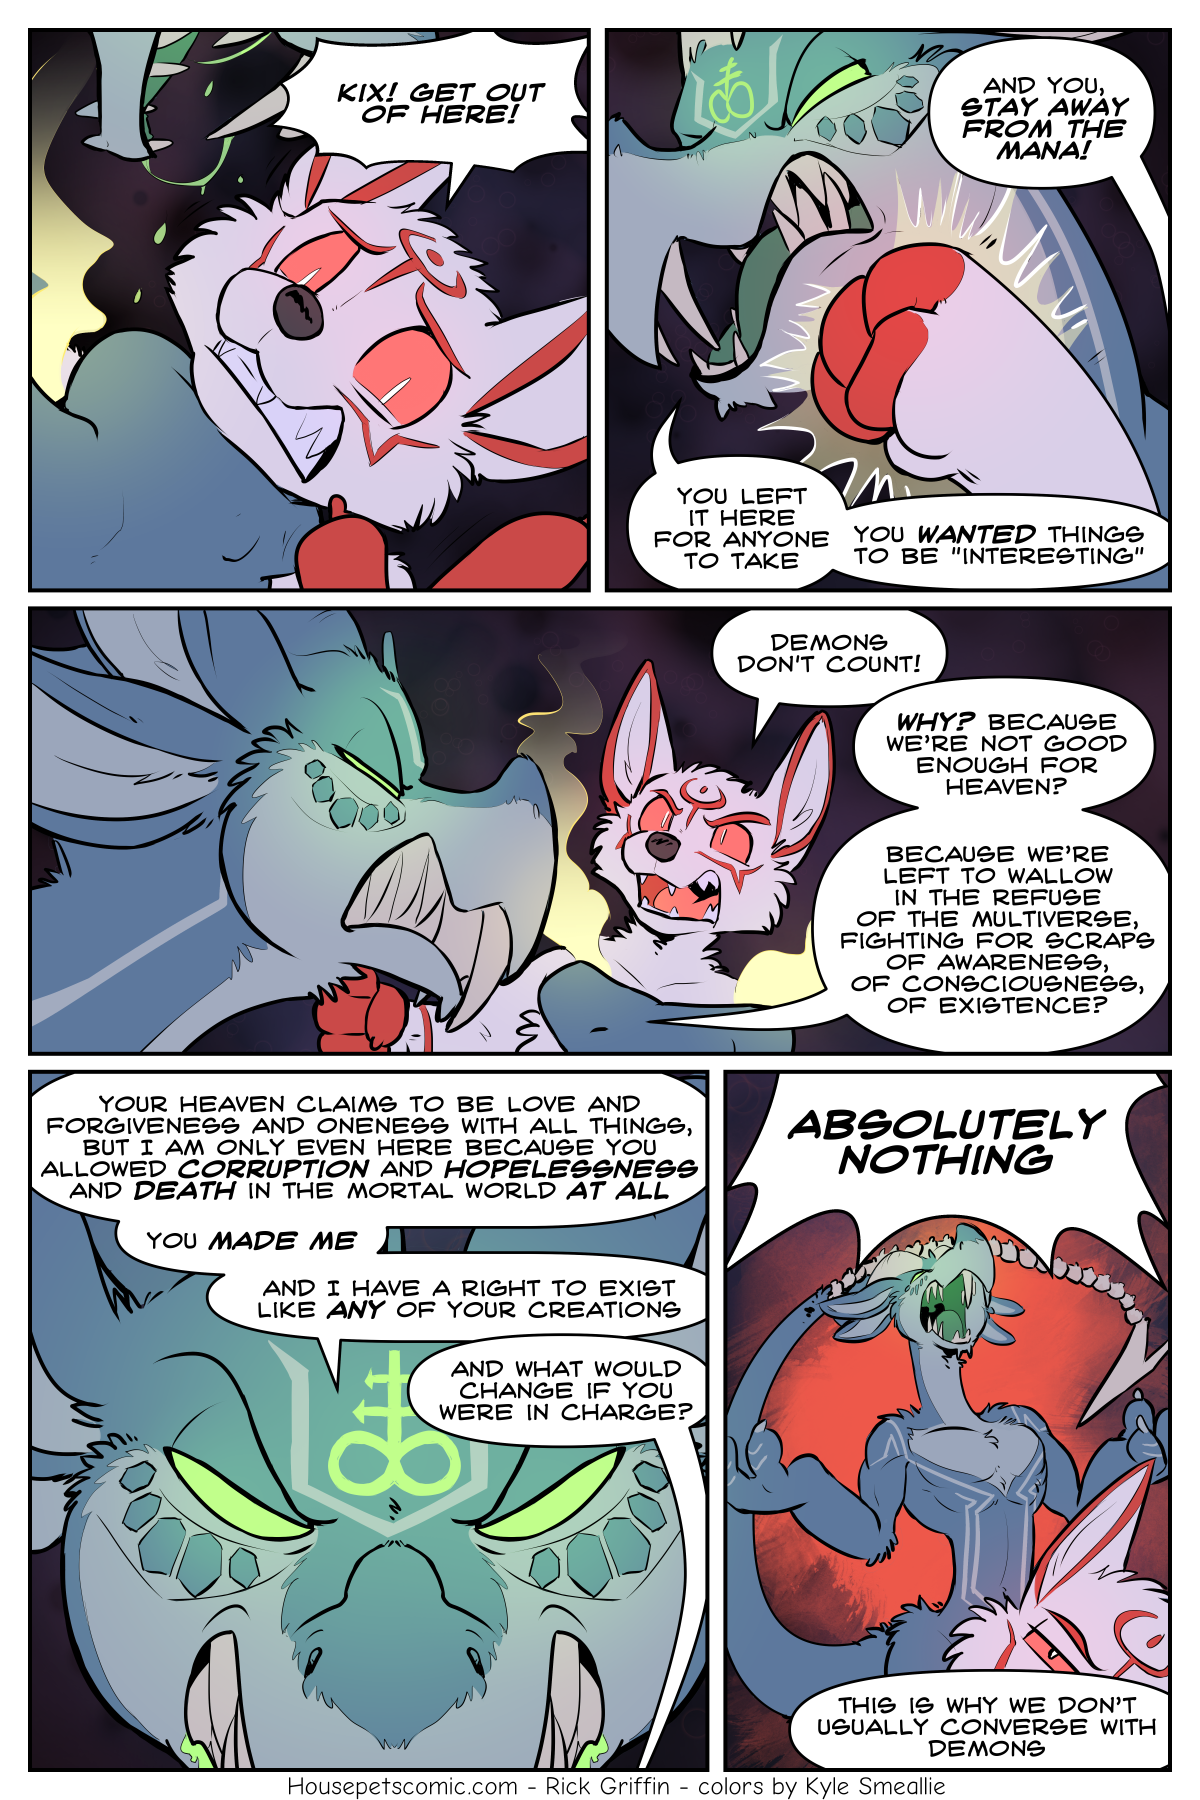 KIX! GET OUT
OF HERE!
AND YOU,
STAY AWAY
FROM THE
MANA!
YOU LEFT
IT HERE
FOR ANYONE
TO TAKE
YOU WANTED THINGS
TO BE "INTERESTING"
DEMONS
DON'T COUNT!
WHY? BECAUSE
WE'RE NOT GOOD
ENOUGH FOR
HEAVEN?
BECAUSE WE'RE
LEFT TO WALLOW
IN THE REFUSE
OF THE MULTIVERSE,
FIGHTING FOR SCRAPS
OF AWARENESS,
OF CONSCIOUSNESS,
OF EXISTENCE?
YOUR HEAVEN CLAIMS TO BE LOVE AND
FORGIVENESS AND ONENESS WITH ALL THINGS,
BUT I AM ONLY EVEN HERE BECAUSE YOU
ALLOWED CORRUPTION AND HOPELESSNESS
AND DEATH IN THE MORTAL WORLD AT ALL
YOU MADE ME
AND I HAVE A RIGHT TO EXIST
LIKE ANY OF YOUR CREATIONS
AND WHAT WOULD
CHANGE IF YOU
WERE IN CHARGE?
ABSOLUTELY
NOTHING
THIS IS WHY WE DON'T
USUALLY CONVERSE WITH
DEMONS
Housepetscomic.com - Rick Griffin - colors by Kyle Smeallie